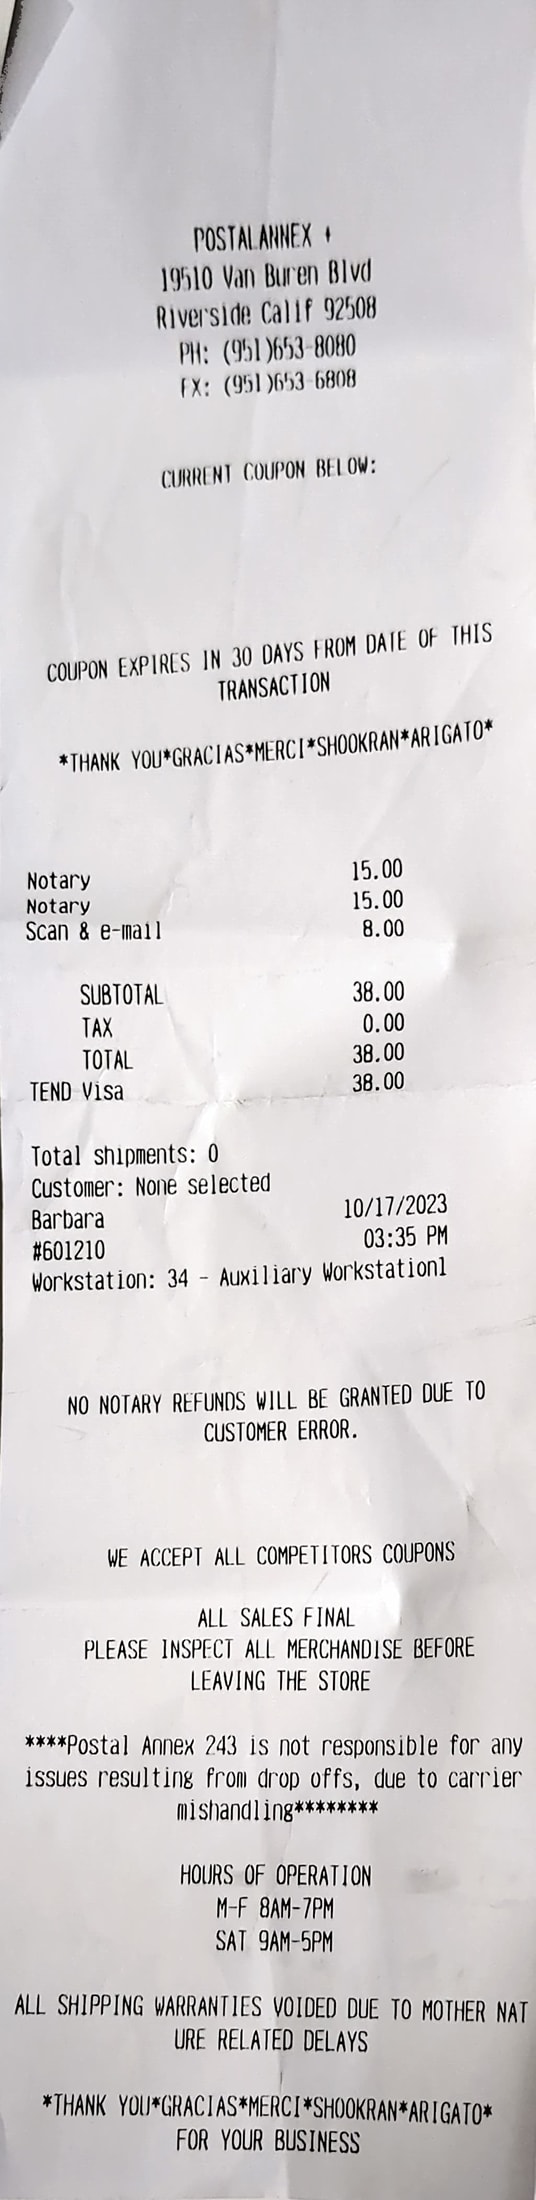 POSTALANNEX +
19510 Van Buren Blvd
Riverside Calif 92508
PH: (951)653-8080
FX: (951)653-6808
CURRENT COUPON BELOW:
COUPON EXPIRES IN 30 DAYS FROM DATE OF THIS
TRANSACTION
*THANK YOU*GRACIAS*MERCI*SHOOKRAN*ARIGATO*
Notary 15.00
Notary 15.00
Scan & e-mail 8.00
SUBTOTAL 38.00
TAX 0.00
TOTAL 38.00
TEND Visa 38.00
Total shipments: 0
Customer: None selected
Barbara 10/17/2023
#601210 03:35 PM
Workstation: 34 - Auxiliary Workstation1
NO NOTARY REFUNDS WILL BE GRANTED DUE TO
CUSTOMER ERROR.
WE ACCEPT ALL COMPETITORS COUPONS
ALL SALES FINAL
PLEASE INSPECT ALL MERCHANDISE BEFORE
LEAVING THE STORE
****Postal Annex 243 is not responsible for any
issues resulting from drop offs, due to carrier
mishandling********
HOURS OF OPERATION
M-F 8AM-7PM
SAT 9AM-5PM
ALL SHIPPING WARRANTIES VOIDED DUE TO MOTHER NAT
URE RELATED DELAYS
*THANK YOU*GRACIAS*MERCI*SHOOKRAN*ARIGATO*
FOR YOUR BUSINESS